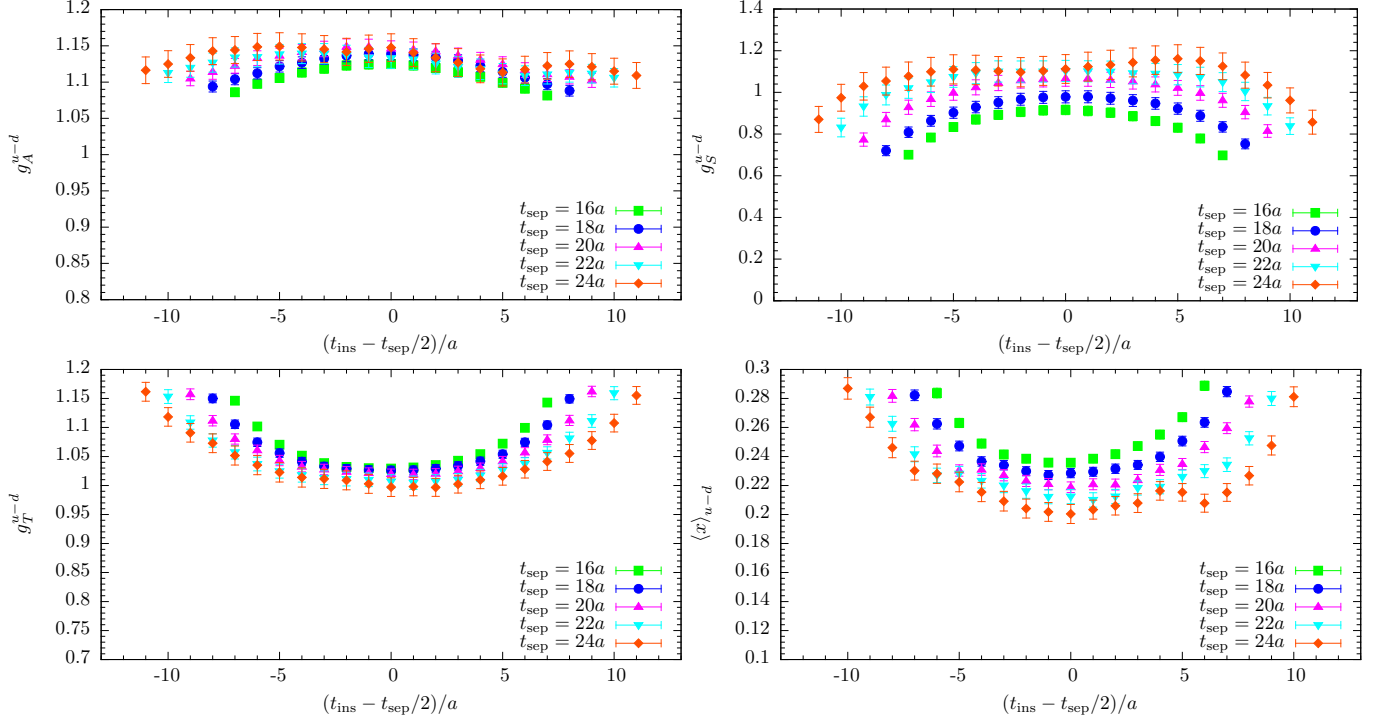 1.2
1.15
1.1
1.05
1
0.95
0.9
0.85
0.8
g_A^{u−d}
-10 -5 0 5 10
(t_ins − t_sep/2)/a
t_sep = 16a
t_sep = 18a
t_sep = 20a
t_sep = 22a
t_sep = 24a
1.4
1.2
1
0.8
0.6
0.4
0.2
0
g_S^{u−d}
-10 -5 0 5 10
(t_ins − t_sep/2)/a
t_sep = 16a
t_sep = 18a
t_sep = 20a
t_sep = 22a
t_sep = 24a
1.2
1.15
1.1
1.05
1
0.95
0.9
0.85
0.8
0.75
0.7
g_T^{u−d}
-10 -5 0 5 10
(t_ins − t_sep/2)/a
t_sep = 16a
t_sep = 18a
t_sep = 20a
t_sep = 22a
t_sep = 24a
0.3
0.28
0.26
0.24
0.22
0.2
0.18
0.16
0.14
0.12
0.1
⟨x⟩_{u−d}
-10 -5 0 5 10
(t_ins − t_sep/2)/a
t_sep = 16a
t_sep = 18a
t_sep = 20a
t_sep = 22a
t_sep = 24a